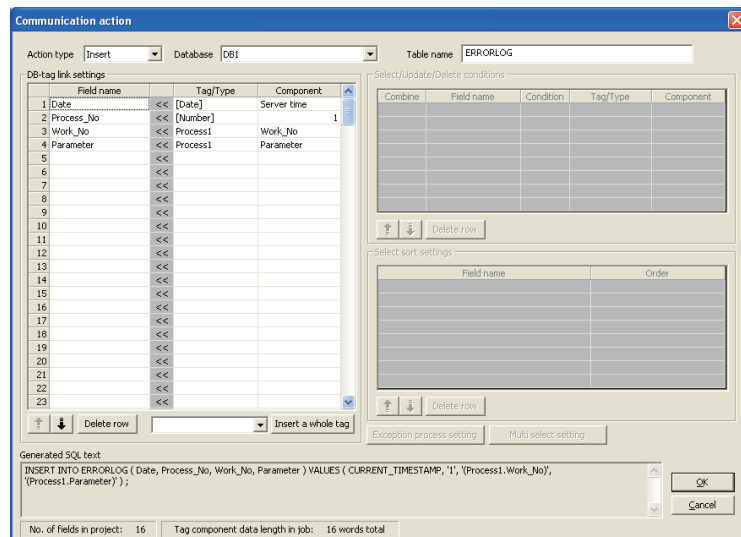 Communication action
Action type Insert Database DB1 Table name ERRORLOG
DB-tag link settings
Field name Tag/Type Component
1 Date << [Date] Server time
2 Process_No << [Number] 1
3 Work_No << Process1 Work_No
4 Parameter << Process1 Parameter
5 <<
6 <<
7 <<
8 <<
9 <<
10 <<
11 <<
12 <<
13 <<
14 <<
15 <<
16 <<
17 <<
18 <<
19 <<
20 <<
21 <<
22 <<
23 <<
Delete row Insert a whole tag
Select/Update/Delete conditions
Combine Field name Condition Tag/Type Component
Delete row
Select sort settings
Field name Order
Delete row
Exception process setting Multi select setting
Generated SQL text
INSERT INTO ERRORLOG ( Date, Process_No, Work_No, Parameter ) VALUES ( CURRENT_TIMESTAMP, '1', '(Process1.Work_No)',
'(Process1.Parameter)' ) ;
OK
Cancel
No. of fields in project: 16 Tag component data length in job: 16 words total